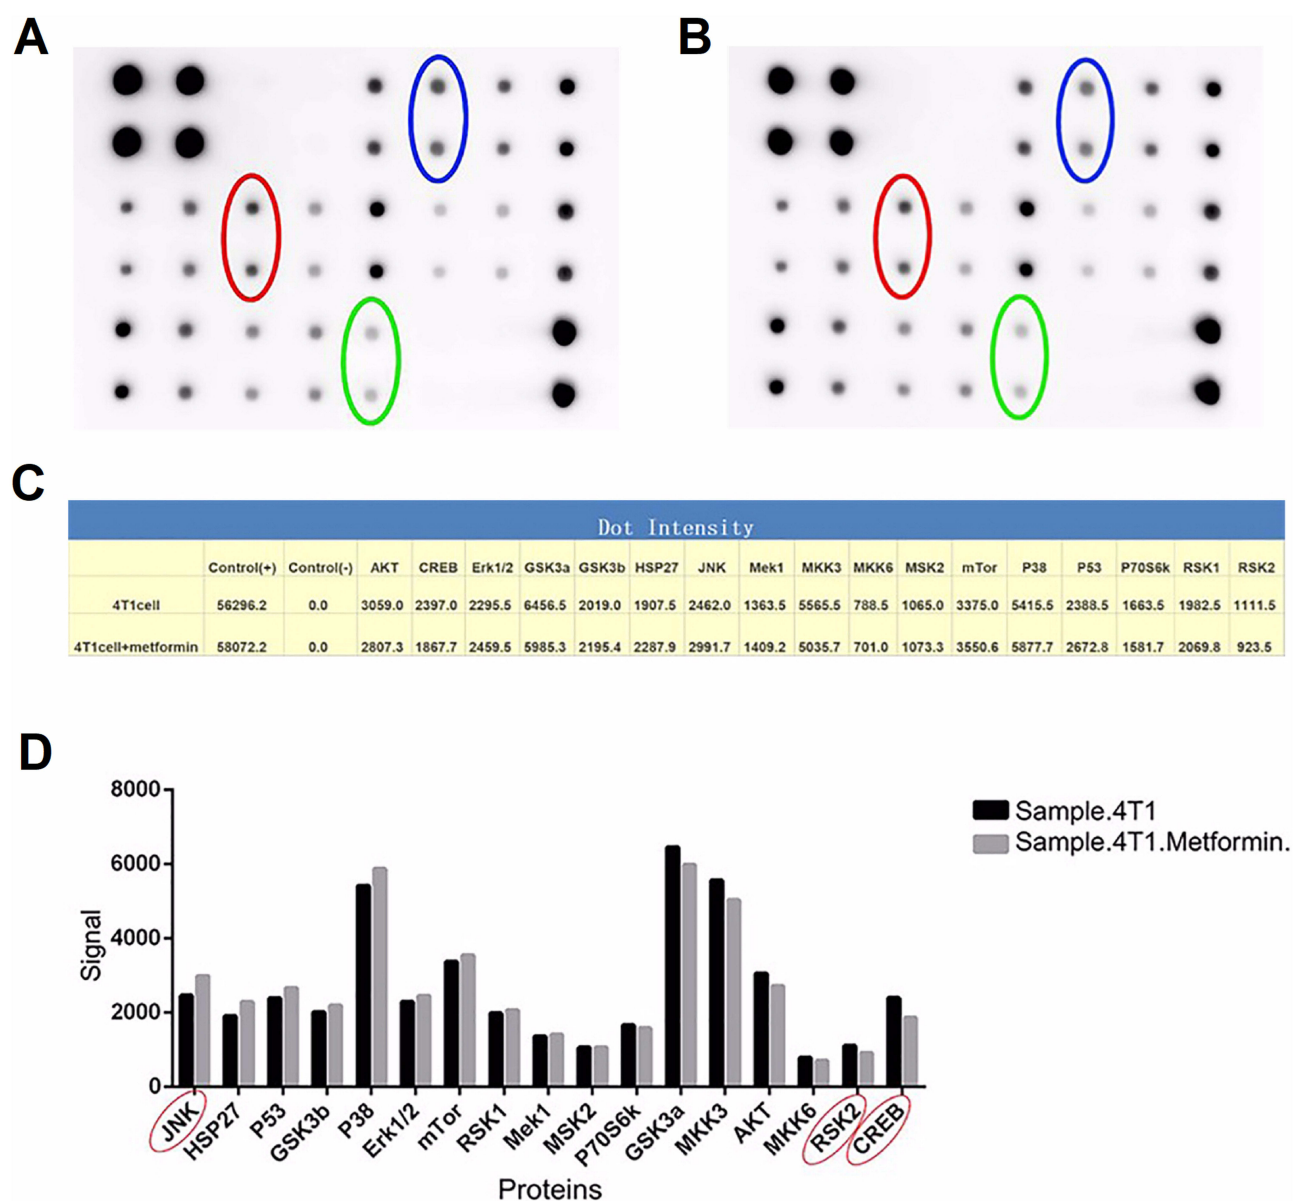 A
B
C
Dot Intensity
Control(+) Control(-) AKT CREB Erk1/2 GSK3a GSK3b HSP27 JNK Mek1 MKK3 MKK6 MSK2 mTor P38 P53 P70S6k RSK1 RSK2
4T1cell 56296.2 0.0 3059.0 2397.0 2295.5 6456.5 2019.0 1907.5 2462.0 1363.5 5565.5 788.5 1065.0 3375.0 5415.5 2388.5 1663.5 1982.5 1111.5
4T1cell+metformin 58072.2 0.0 2807.3 1867.7 2459.5 5985.3 2195.4 2287.9 2991.7 1409.2 5035.7 701.0 1073.3 3550.6 5877.7 2672.8 1581.7 2069.8 923.5
D
8000
6000
4000
2000
0
Signal
Sample.4T1
Sample.4T1.Metformin.
JNK
HSP27
P53
GSK3b
P38
Erk1/2
mTor
RSK1
Mek1
MSK2
P70S6k
GSK3a
MKK3
AKT
MKK6
RSK2
CREB
Proteins